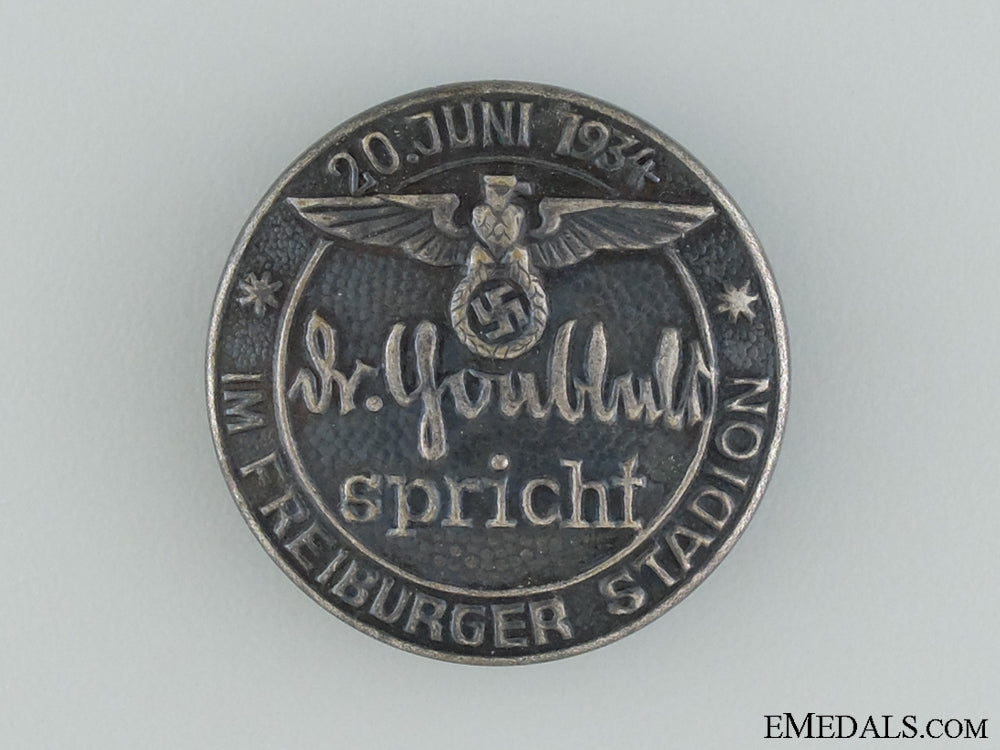 20. JUNI 1934
Dr. Goebbels
spricht
IM FREIBURGER STADION
EMEDALS.COM